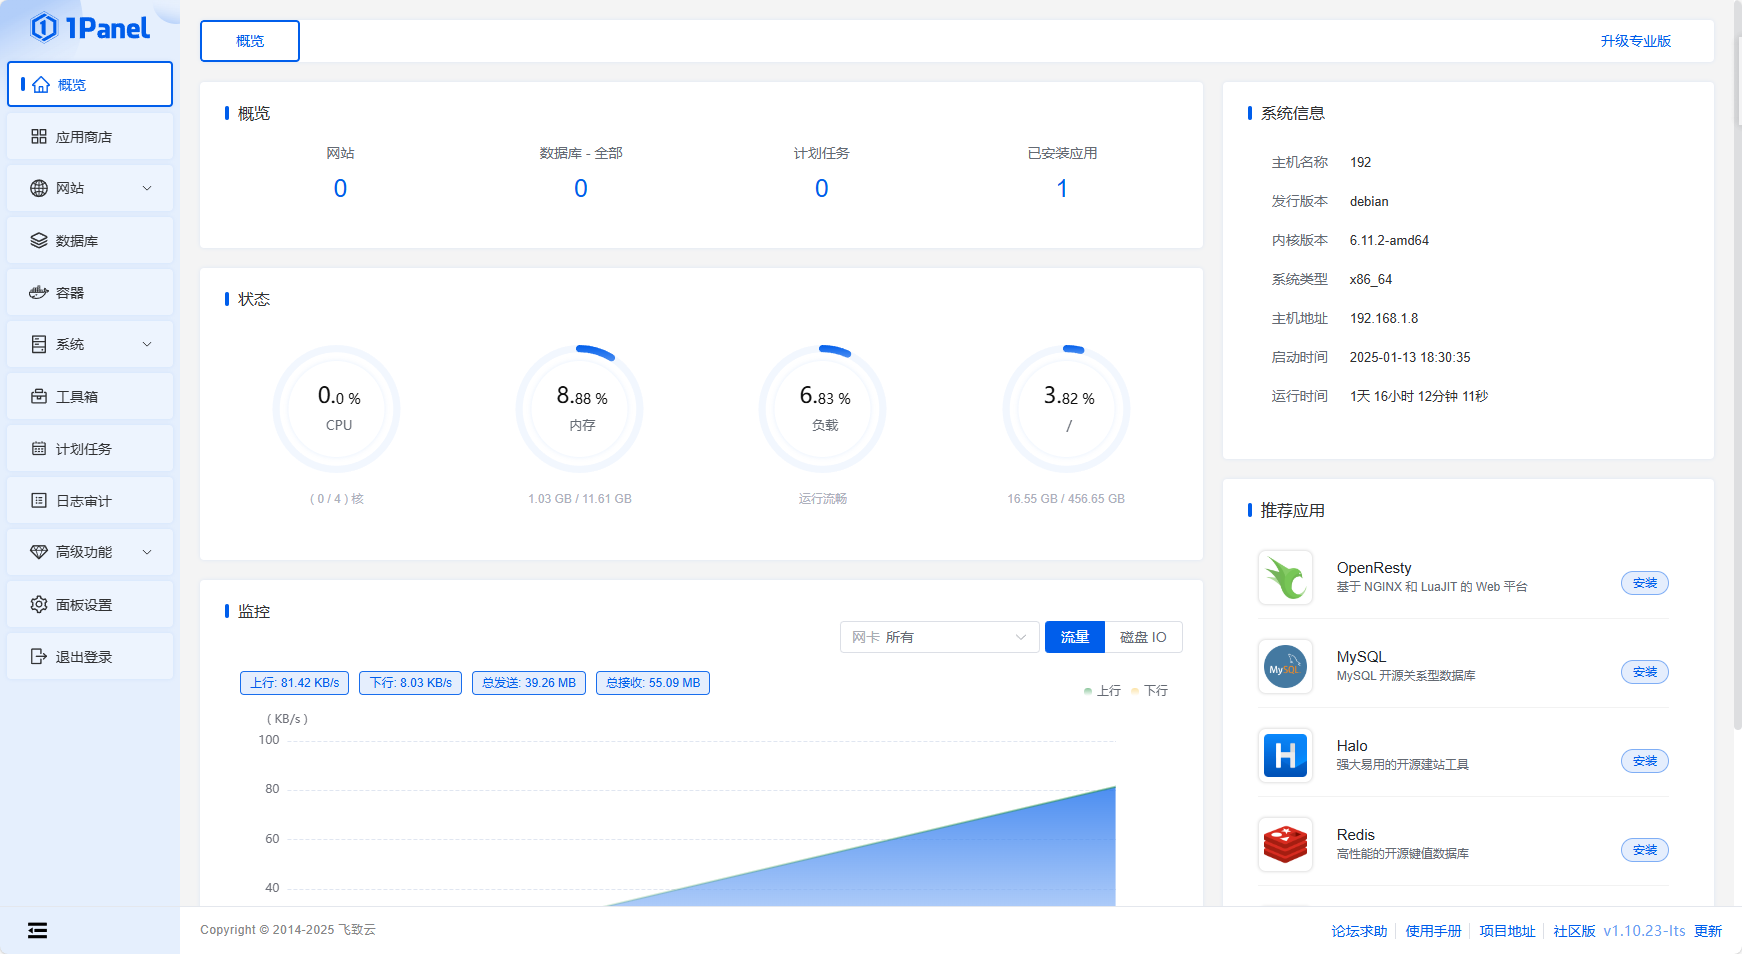 1Panel
概览
应用商店
网站
数据库
容器
系统
工具箱
计划任务
日志审计
高级功能
面板设置
退出登录
概览
升级专业版
概览
网站
0
数据库 - 全部
0
计划任务
0
已安装应用
1
状态
0.0 %
CPU
( 0 / 4 ) 核
8.88 %
内存
1.03 GB / 11.61 GB
6.83 %
负载
运行流畅
3.82 %
/
16.55 GB / 456.65 GB
监控
网卡 所有
流量
磁盘 IO
上行: 81.42 KB/s
下行: 8.03 KB/s
总发送: 39.26 MB
总接收: 55.09 MB
上行
下行
( KB/s )
100
80
60
40
系统信息
主机名称 192
发行版本 debian
内核版本 6.11.2-amd64
系统类型 x86_64
主机地址 192.168.1.8
启动时间 2025-01-13 18:30:35
运行时间 1天 16小时 12分钟 11秒
推荐应用
OpenResty
基于 NGINX 和 LuaJIT 的 Web 平台
安装
MySQL
MySQL
MySQL 开源关系型数据库
安装
H
Halo
强大易用的开源建站工具
安装
Redis
高性能的开源键值数据库
安装
Copyright © 2014-2025 飞致云
论坛求助
使用手册
项目地址
社区版 v1.10.23-lts 更新